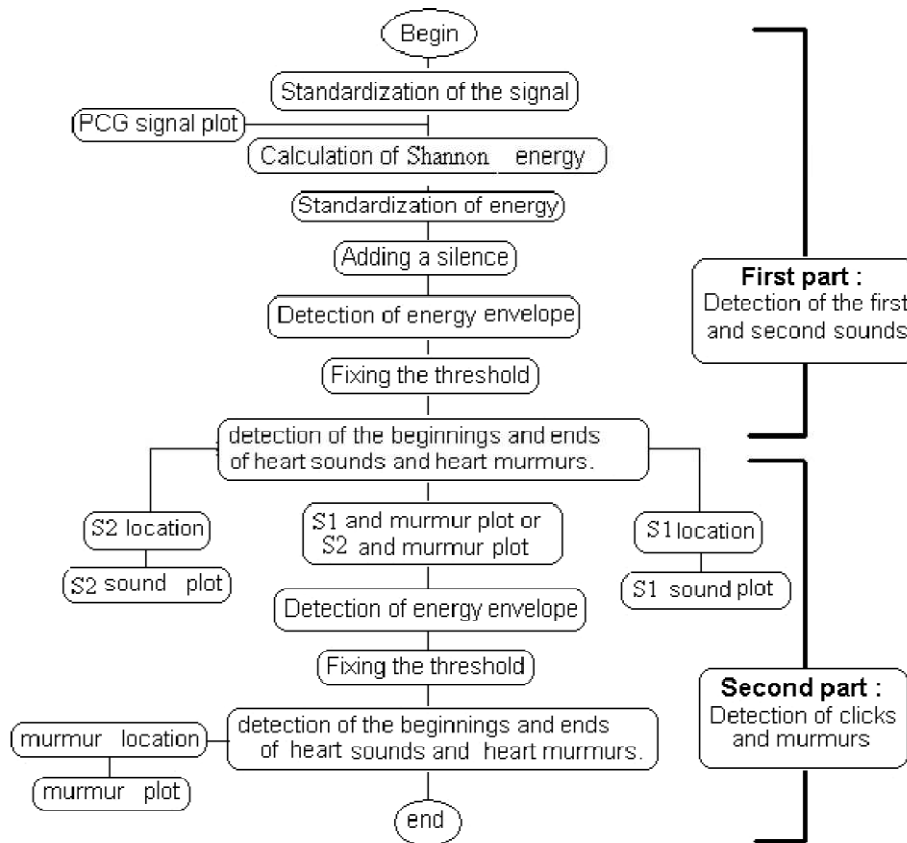 Begin
Standardization of the signal
PCG signal plot
Calculation of Shannon energy
Standardization of energy
Adding a silence
First part :
Detection of the first
and second sounds
Detection of energy envelope
Fixing the threshold
detection of the beginnings and ends
of heart sounds and heart murmurs.
S2 location
S1 and murmur plot or
S2 and murmur plot
S1 location
S2 sound plot
S1 sound plot
Detection of energy envelope
Fixing the threshold
Second part :
Detection of clicks
and murmurs
murmur location
detection of the beginnings and ends
of heart sounds and heart murmurs.
murmur plot
end